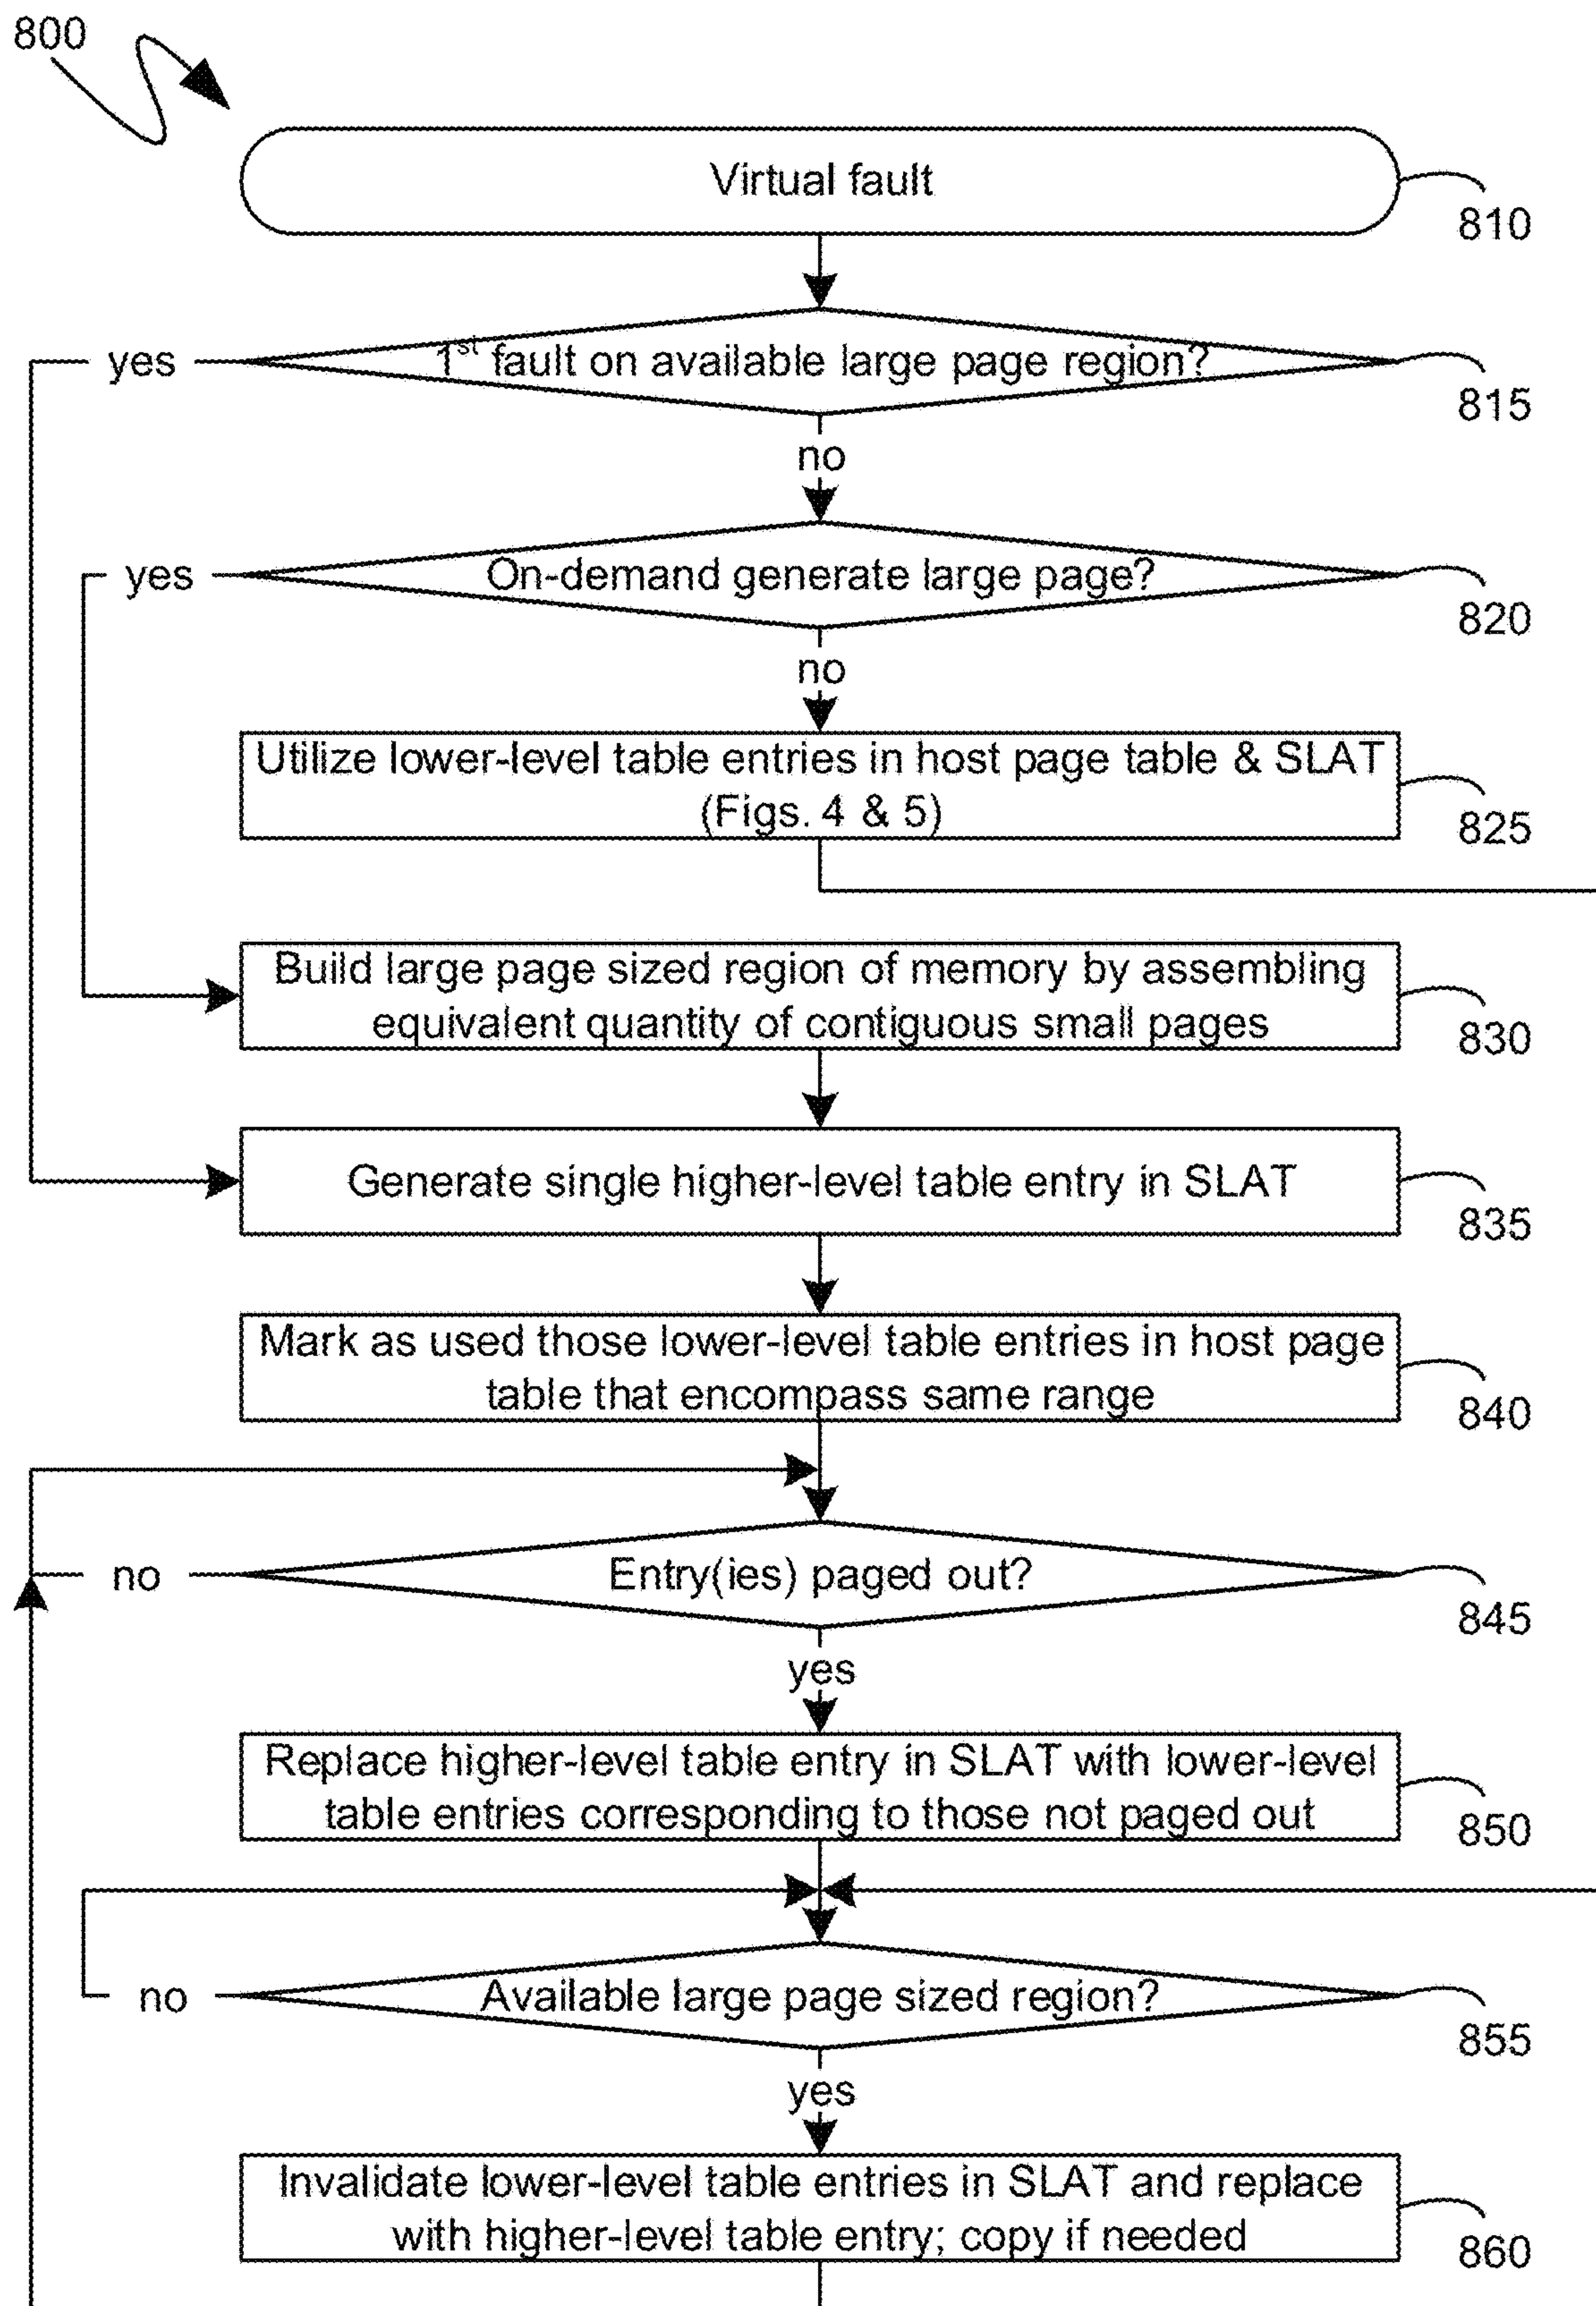 800
Virtual fault
810
1st fault on available large page region?
yes
815
no
On-demand generate large page?
yes
820
no
Utilize lower-level table entries in host page table & SLAT
(Figs. 4 & 5)
825
Build large page sized region of memory by assembling
equivalent quantity of contiguous small pages
830
Generate single higher-level table entry in SLAT
835
Mark as used those lower-level table entries in host page
table that encompass same range
840
Entry(ies) paged out?
no
845
yes
Replace higher-level table entry in SLAT with lower-level
table entries corresponding to those not paged out
850
Available large page sized region?
no
855
yes
Invalidate lower-level table entries in SLAT and replace
with higher-level table entry; copy if needed
860